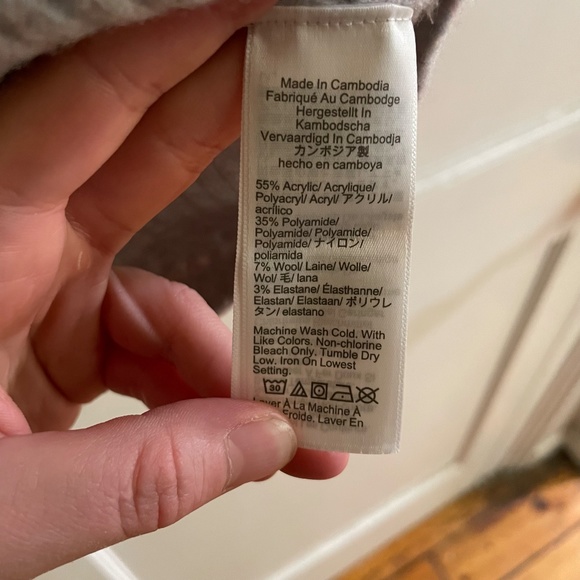 Made In Cambodia
Fabriqué Au Cambodge
Hergestellt In
Kambodscha
Vervaardigd In Cambodja
カンボジア製
hecho en camboya
55% Acrylic/ Acrylique/
Polyacryl/ Acryl/ アクリル/
acrílico
35% Polyamide/
Polyamide/ Polyamide/
Polyamide/ ナイロン/
poliamida
7% Wool/ Laine/ Wolle/
Wol/ 毛/ lana
3% Elastane/ Élasthanne/
Elastan/ Elastaan/ ポリウレ
タン/ elastano
Machine Wash Cold. With
Like Colors. Non-chlorine
Bleach Only. Tumble Dry
Low. Iron On Lowest
Setting.
30
Laver À La Machine À
Froide. Laver En